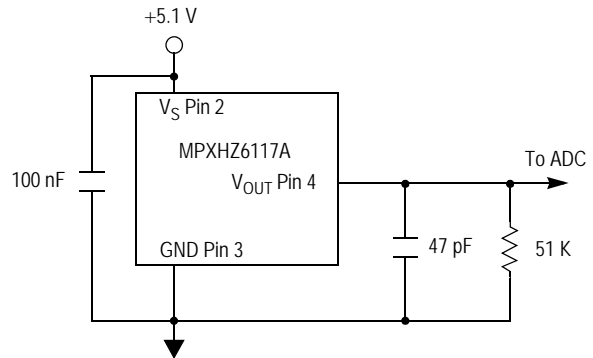 +5.1 V
V_S Pin 2
MPXHZ6117A
To ADC
100 nF
V_OUT Pin 4
GND Pin 3
47 pF
51 K